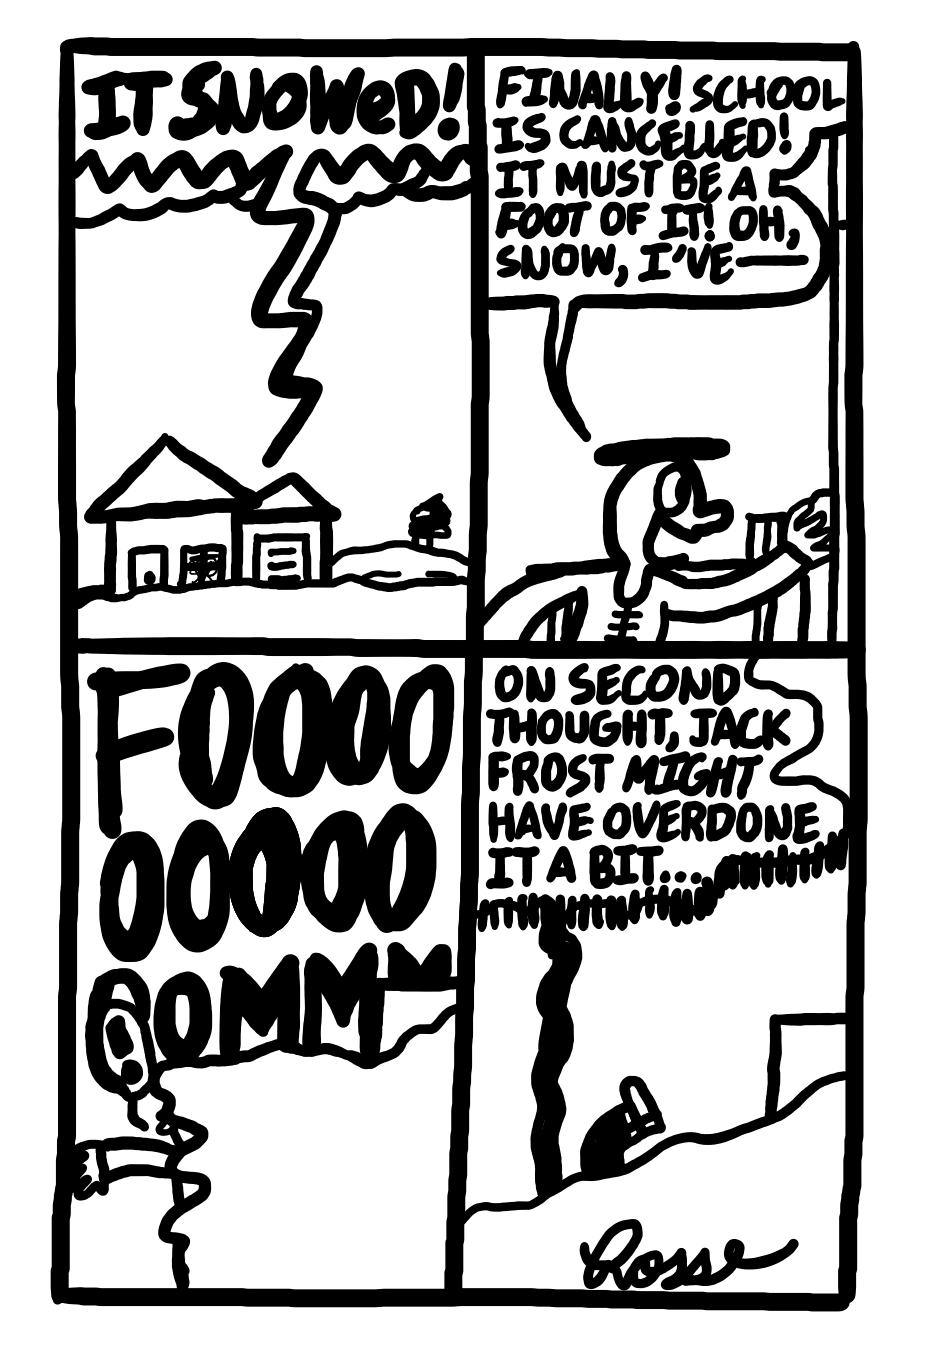 IT SNOWeD!
FINALLY! SCHOOL
IS CANCELLED!
IT MUST BE A
FOOT OF IT! OH,
SNOW, I'VE—
FOOOO
OOOOO
OOMMM
ON SECOND
THOUGHT, JACK
FROST MIGHT
HAVE OVERDONE
IT A BIT...
Rosse